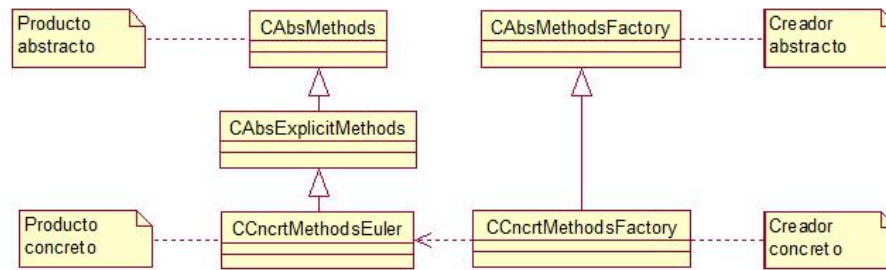 Producto
abstracto
CAbsMethods
CAbsMethodsFactory
Creador
abstracto
CAbsExplicitMethods
Producto
concreto
CCncrtMethodsEuler
CCncrtMethodsFactory
Creador
concreto